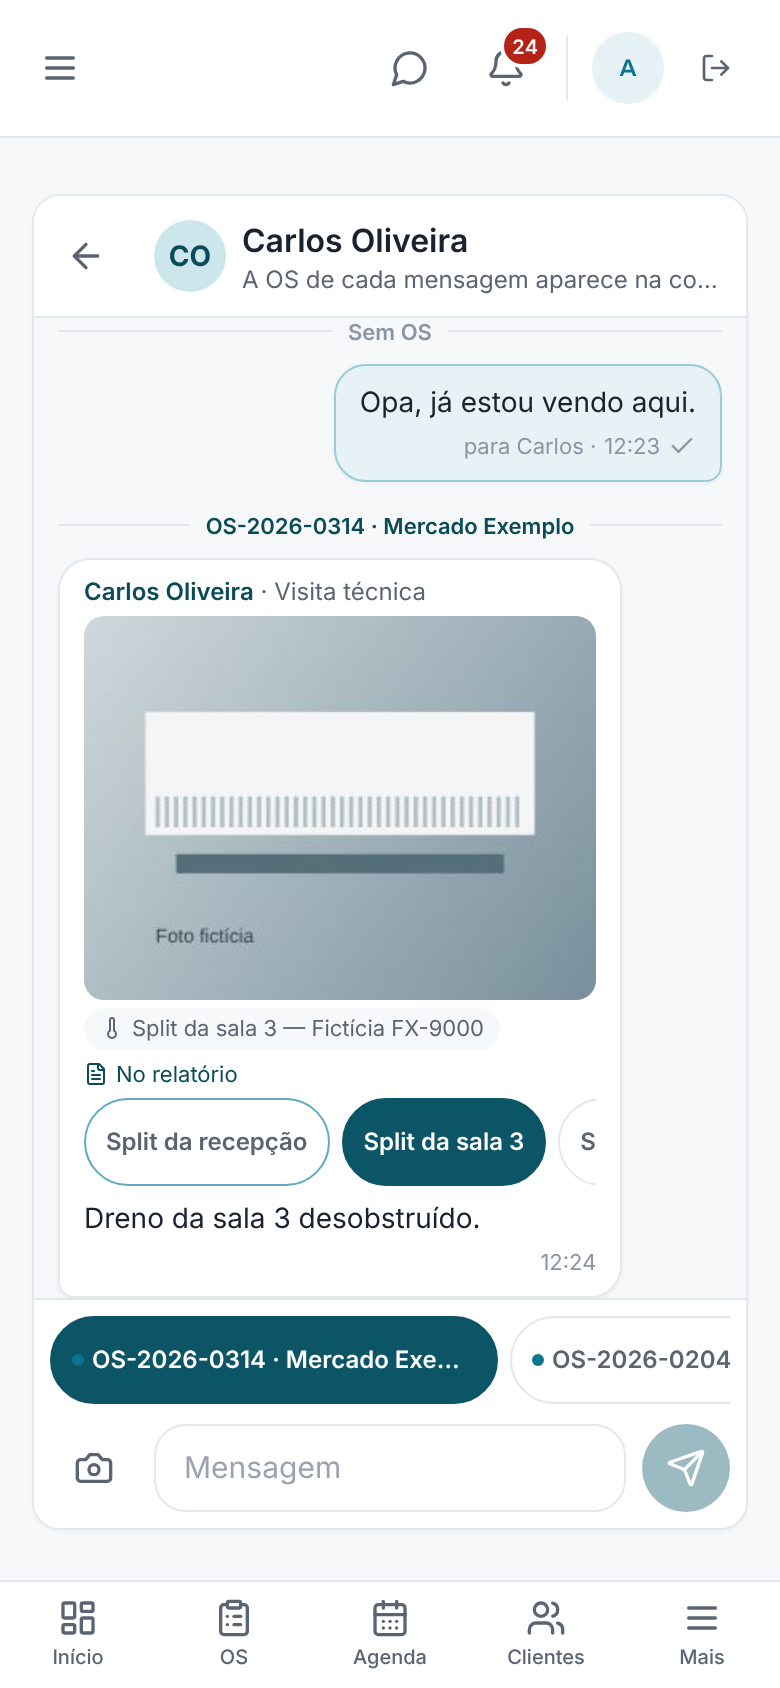 24
A
CO
Carlos Oliveira
A OS de cada mensagem aparece na co...
Sem OS
Opa, já estou vendo aqui.
para Carlos · 12:23
OS-2026-0314 · Mercado Exemplo
Carlos Oliveira · Visita técnica
Foto fictícia
Split da sala 3 — Fictícia FX-9000
No relatório
Split da recepção
Split da sala 3
S
Dreno da sala 3 desobstruído.
12:24
OS-2026-0314 · Mercado Exe...
OS-2026-0204
Mensagem
Início
OS
Agenda
Clientes
Mais